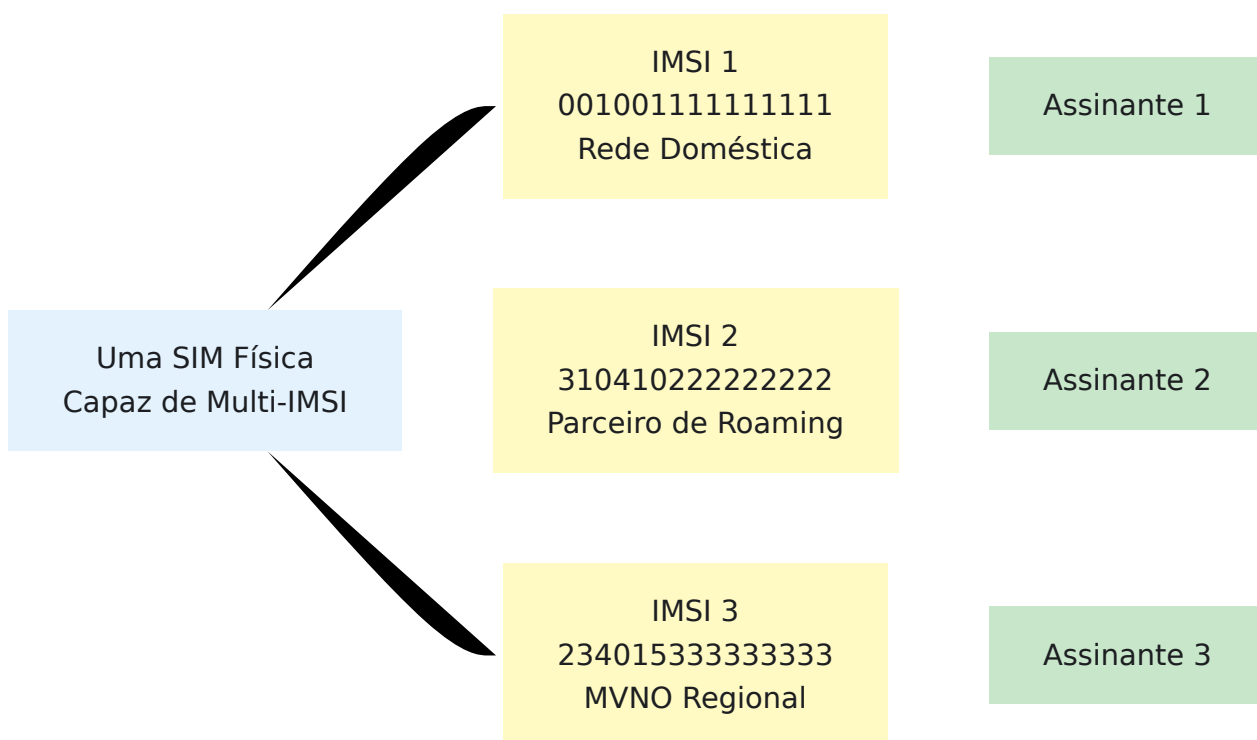 Uma SIM Física
Capaz de Multi-IMSI
IMSI 1
001001111111111
Rede Doméstica
Assinante 1
IMSI 2
310410222222222
Parceiro de Roaming
Assinante 2
IMSI 3
234015333333333
MVNO Regional
Assinante 3